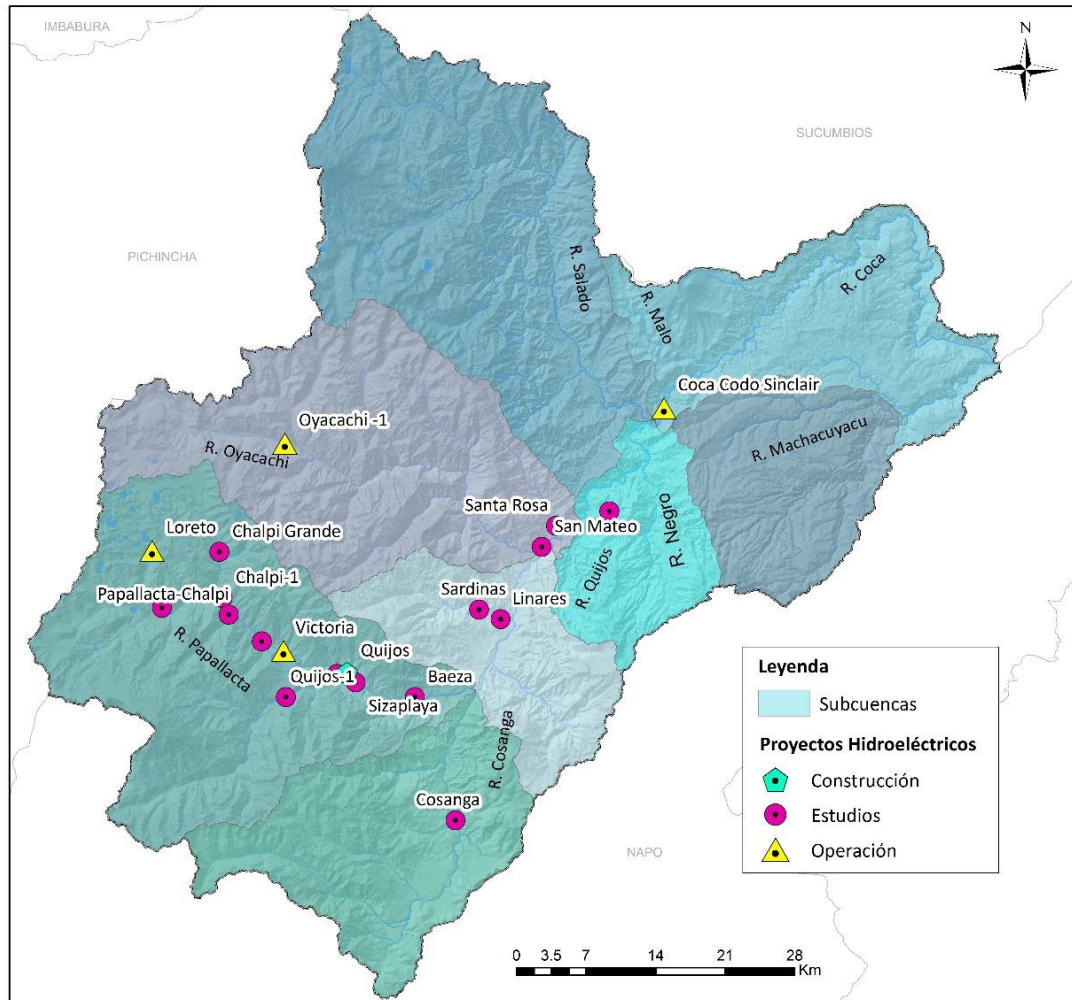 IMBABURA
N
SUCUMBIOS
PICHINCHA
R. Salado
R. Malo
R. Coca
Coca Codo Sinclair
Oyacachi -1
R. Oyacachi
R. Machacuyacu
Santa Rosa
San Mateo
R. Negro
R. Quijos
Loreto
Chalpi Grande
Chalpi-1
Papallacta-Chalpi
Sardinas
Linares
R. Papallacta
Victoria
Quijos
Quijos-1
Baeza
Sizaplaya
R. Cosanga
Cosanga
NAPO
Leyenda
Subcuencas
Proyectos Hidroeléctricos
Construcción
Estudios
Operación
0 3.5 7 14 21 28
Km